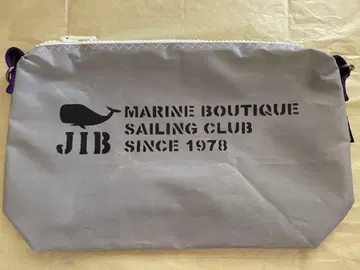 JIB
MARINE BOUTIQUE
SAILING CLUB
SINCE 1978